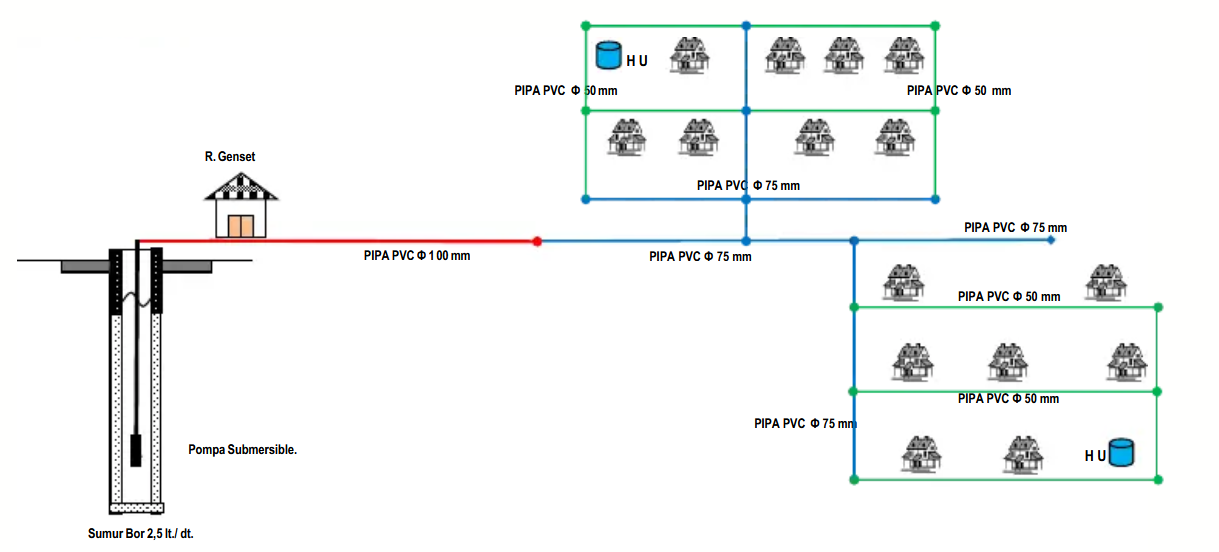 H U
PIPA PVC Φ 50 mm
PIPA PVC Φ 50 mm
R. Genset
PIPA PVC Φ 75 mm
PIPA PVC Φ 75 mm
PIPA PVC Φ 100 mm
PIPA PVC Φ 75 mm
PIPA PVC Φ 50 mm
PIPA PVC Φ 50 mm
PIPA PVC Φ 75 mm
Pompa Submersible.
H U
Sumur Bor 2,5 lt./ dt.